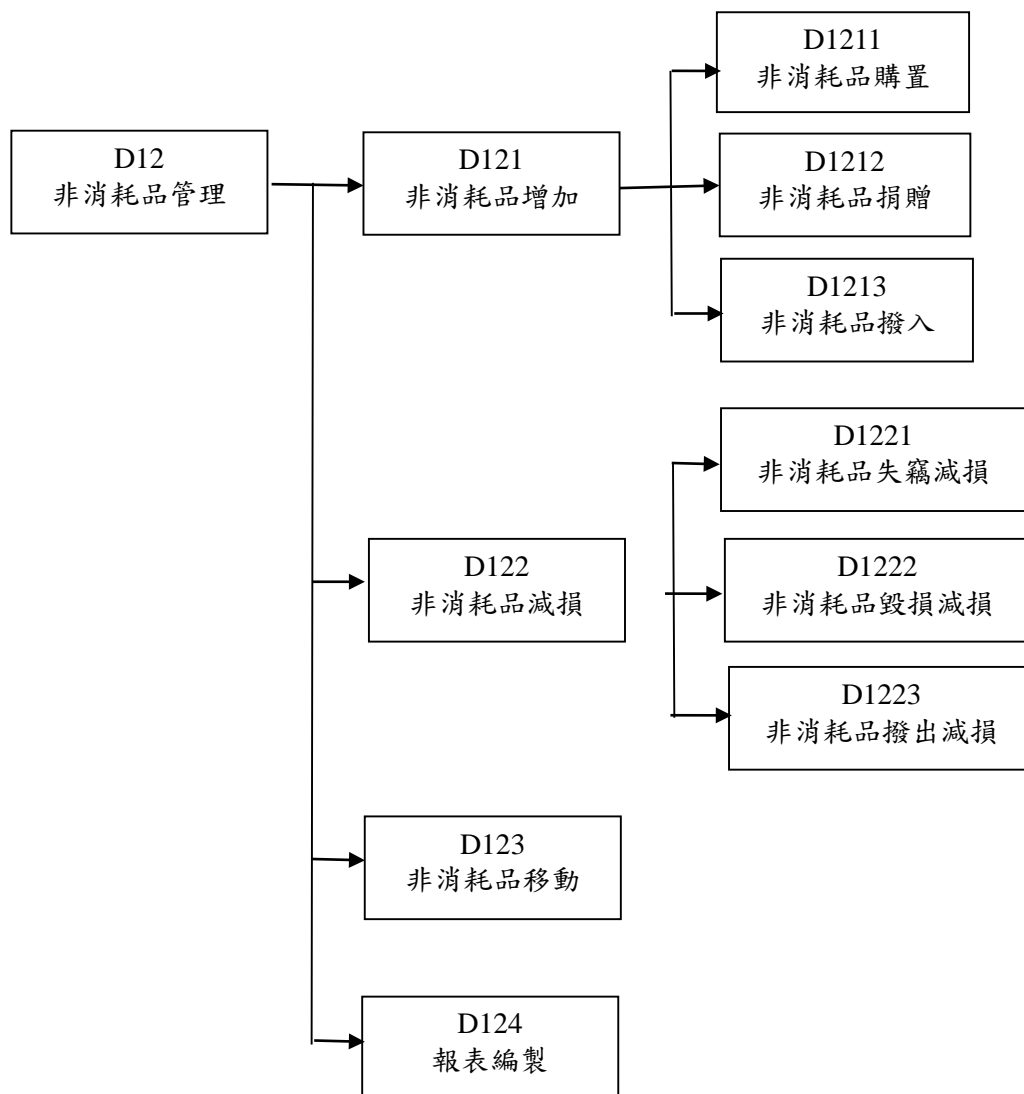 D12
非消耗品管理
D121
非消耗品增加
D1211
非消耗品購置
D1212
非消耗品捐贈
D1213
非消耗品撥入
D122
非消耗品減損
D1221
非消耗品失竊減損
D1222
非消耗品毀損減損
D1223
非消耗品撥出減損
D123
非消耗品移動
D124
報表編製